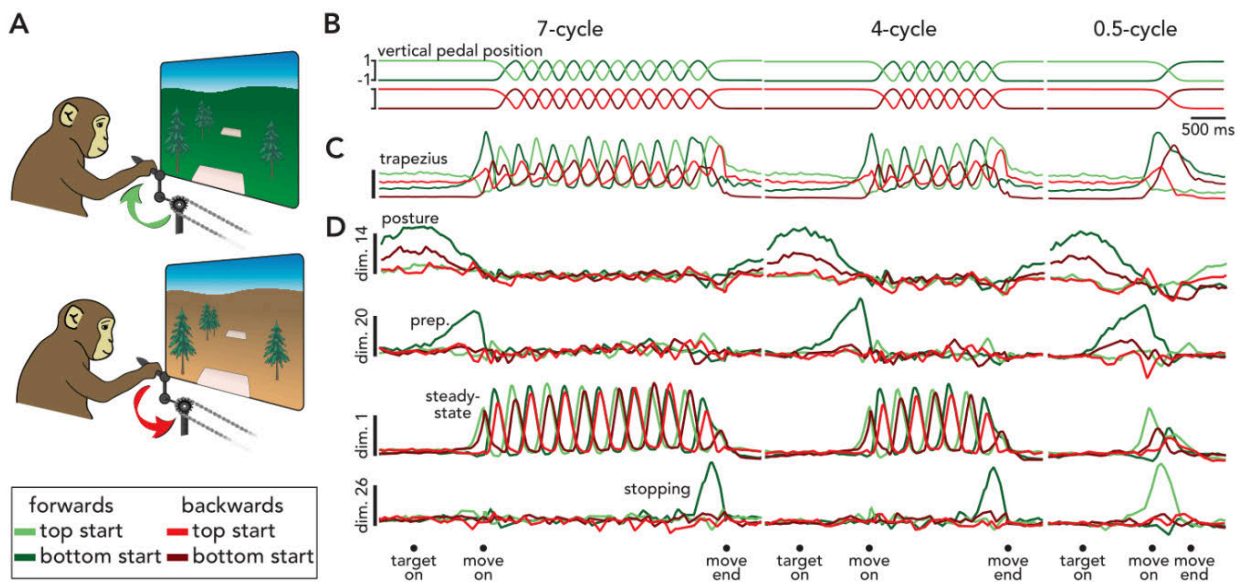 A
B
7-cycle
4-cycle
0.5-cycle
vertical pedal position
1
-1
500 ms
C
trapezius
D
posture
dim. 14
prep.
dim. 20
steady-
state
dim. 1
stopping
dim. 26
forwards
backwards
top start
top start
bottom start
bottom start
target
on
move
on
move
end
target
on
move
on
move
end
target
on
move
on
move
end